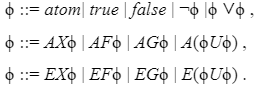 ϕ ::= atom| true | false | ¬ϕ |ϕ ∨ϕ ,
ϕ ::= AXϕ | AFϕ | AGϕ | A(ϕUϕ) ,
ϕ ::= EXϕ | EFϕ | EGϕ | E(ϕUϕ) .